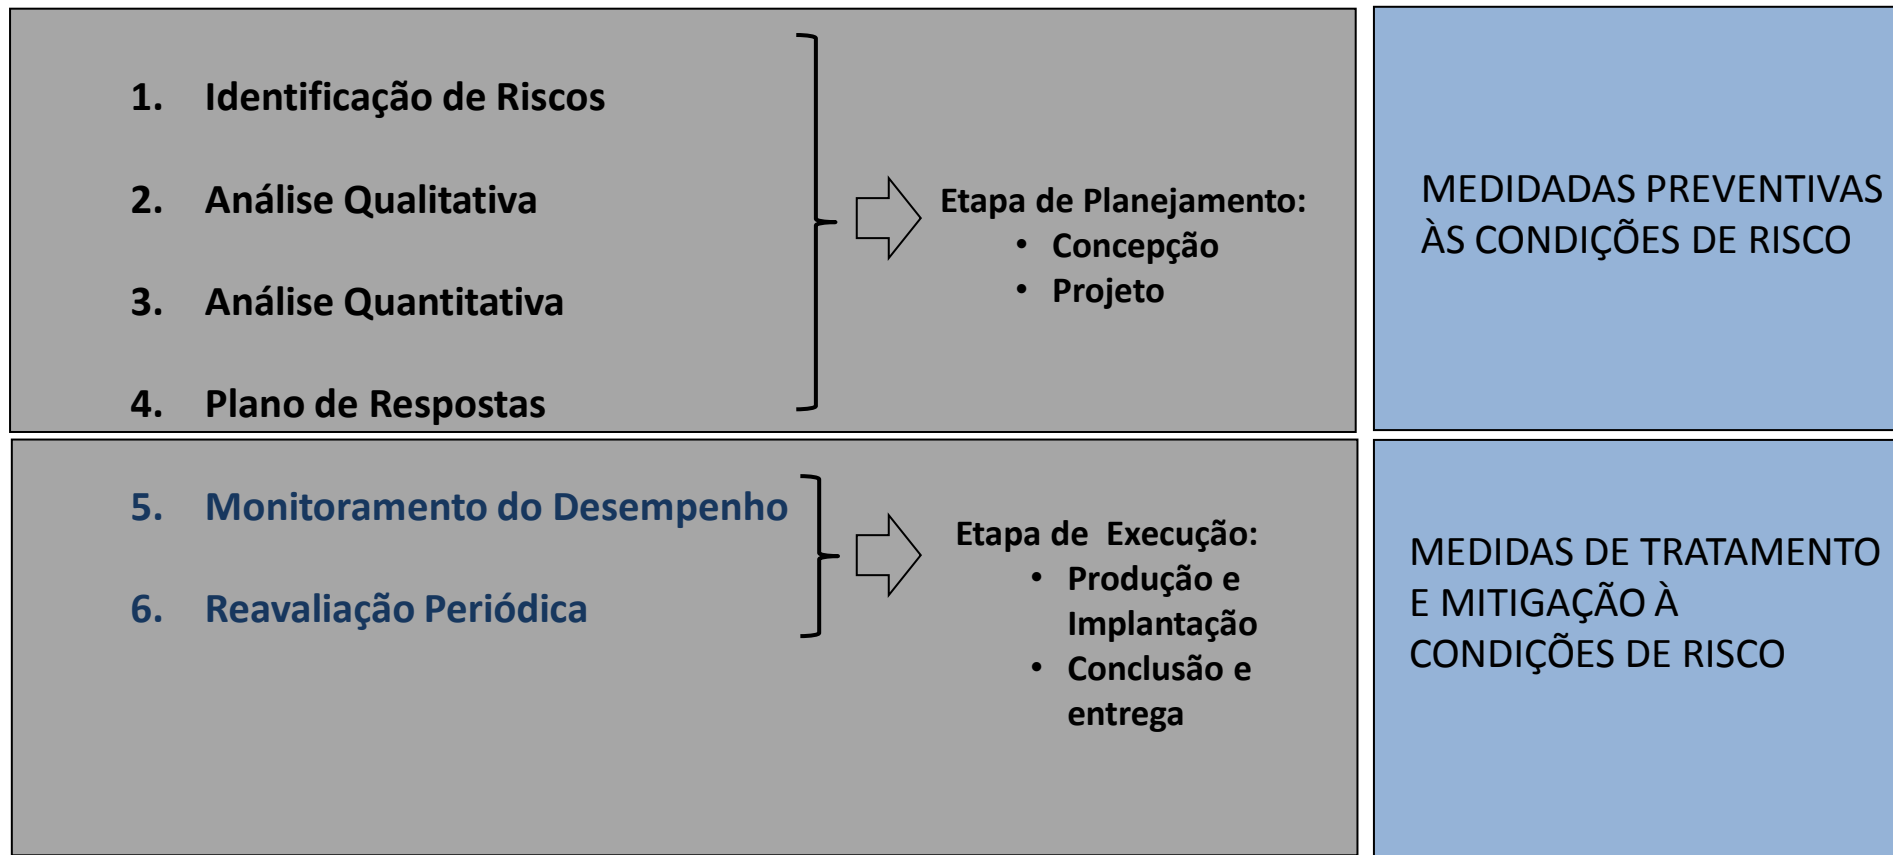 1. Identificação de Riscos
2. Análise Qualitativa
3. Análise Quantitativa
4. Plano de Respostas
Etapa de Planejamento:
• Concepção
• Projeto
MEDIDADAS PREVENTIVAS
ÀS CONDIÇÕES DE RISCO
5. Monitoramento do Desempenho
6. Reavaliação Periódica
Etapa de Execução:
• Produção e
Implantação
• Conclusão e
entrega
MEDIDAS DE TRATAMENTO
E MITIGAÇÃO À
CONDIÇÕES DE RISCO